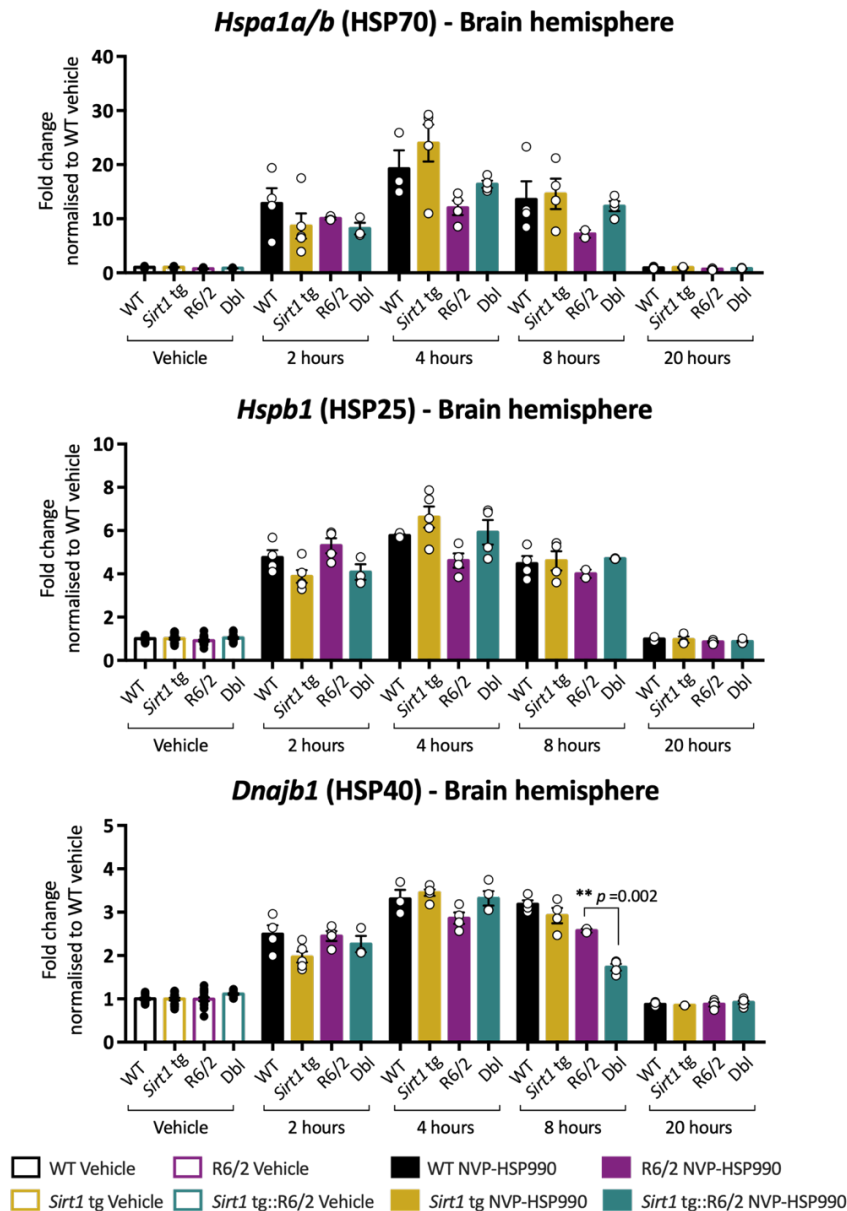 Hspa1a/b (HSP70) - Brain hemisphere
Fold change
normalised to WT vehicle
40
30
20
10
0
WT Sirt1 tg R6/2 Dbl WT Sirt1 tg R6/2 Dbl WT Sirt1 tg R6/2 Dbl WT Sirt1 tg R6/2 Dbl WT Sirt1 tg R6/2 Dbl
Vehicle 2 hours 4 hours 8 hours 20 hours
Hspb1 (HSP25) - Brain hemisphere
Fold change
normalised to WT vehicle
10
8
6
4
2
0
WT Sirt1 tg R6/2 Dbl WT Sirt1 tg R6/2 Dbl WT Sirt1 tg R6/2 Dbl WT Sirt1 tg R6/2 Dbl WT Sirt1 tg R6/2 Dbl
Vehicle 2 hours 4 hours 8 hours 20 hours
Dnajb1 (HSP40) - Brain hemisphere
Fold change
normalised to WT vehicle
5
4
3
2
1
0
** p =0.002
WT Sirt1 tg R6/2 Dbl WT Sirt1 tg R6/2 Dbl WT Sirt1 tg R6/2 Dbl WT Sirt1 tg R6/2 Dbl WT Sirt1 tg R6/2 Dbl
Vehicle 2 hours 4 hours 8 hours 20 hours
WT Vehicle R6/2 Vehicle WT NVP-HSP990 R6/2 NVP-HSP990
Sirt1 tg Vehicle Sirt1 tg::R6/2 Vehicle Sirt1 tg NVP-HSP990 Sirt1 tg::R6/2 NVP-HSP990